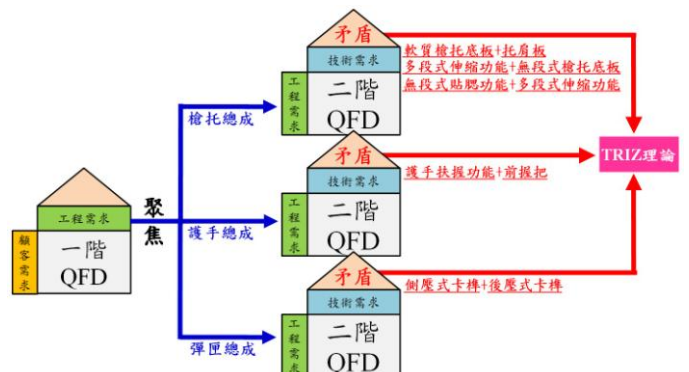 矛盾
技術需求
工程需求
二階
QFD
軟質槍托底板+托肩板
多段式伸縮功能+無段式槍托底板
無段式貼腮功能+多段式伸縮功能
槍托總成
矛盾
技術需求
工程需求
二階
QFD
護手扶握功能+前握把
TRIZ理論
工程需求
顧客需求
一階
QFD
聚焦
護手總成
矛盾
技術需求
工程需求
二階
QFD
側壓式卡榫+後壓式卡榫
彈匣總成